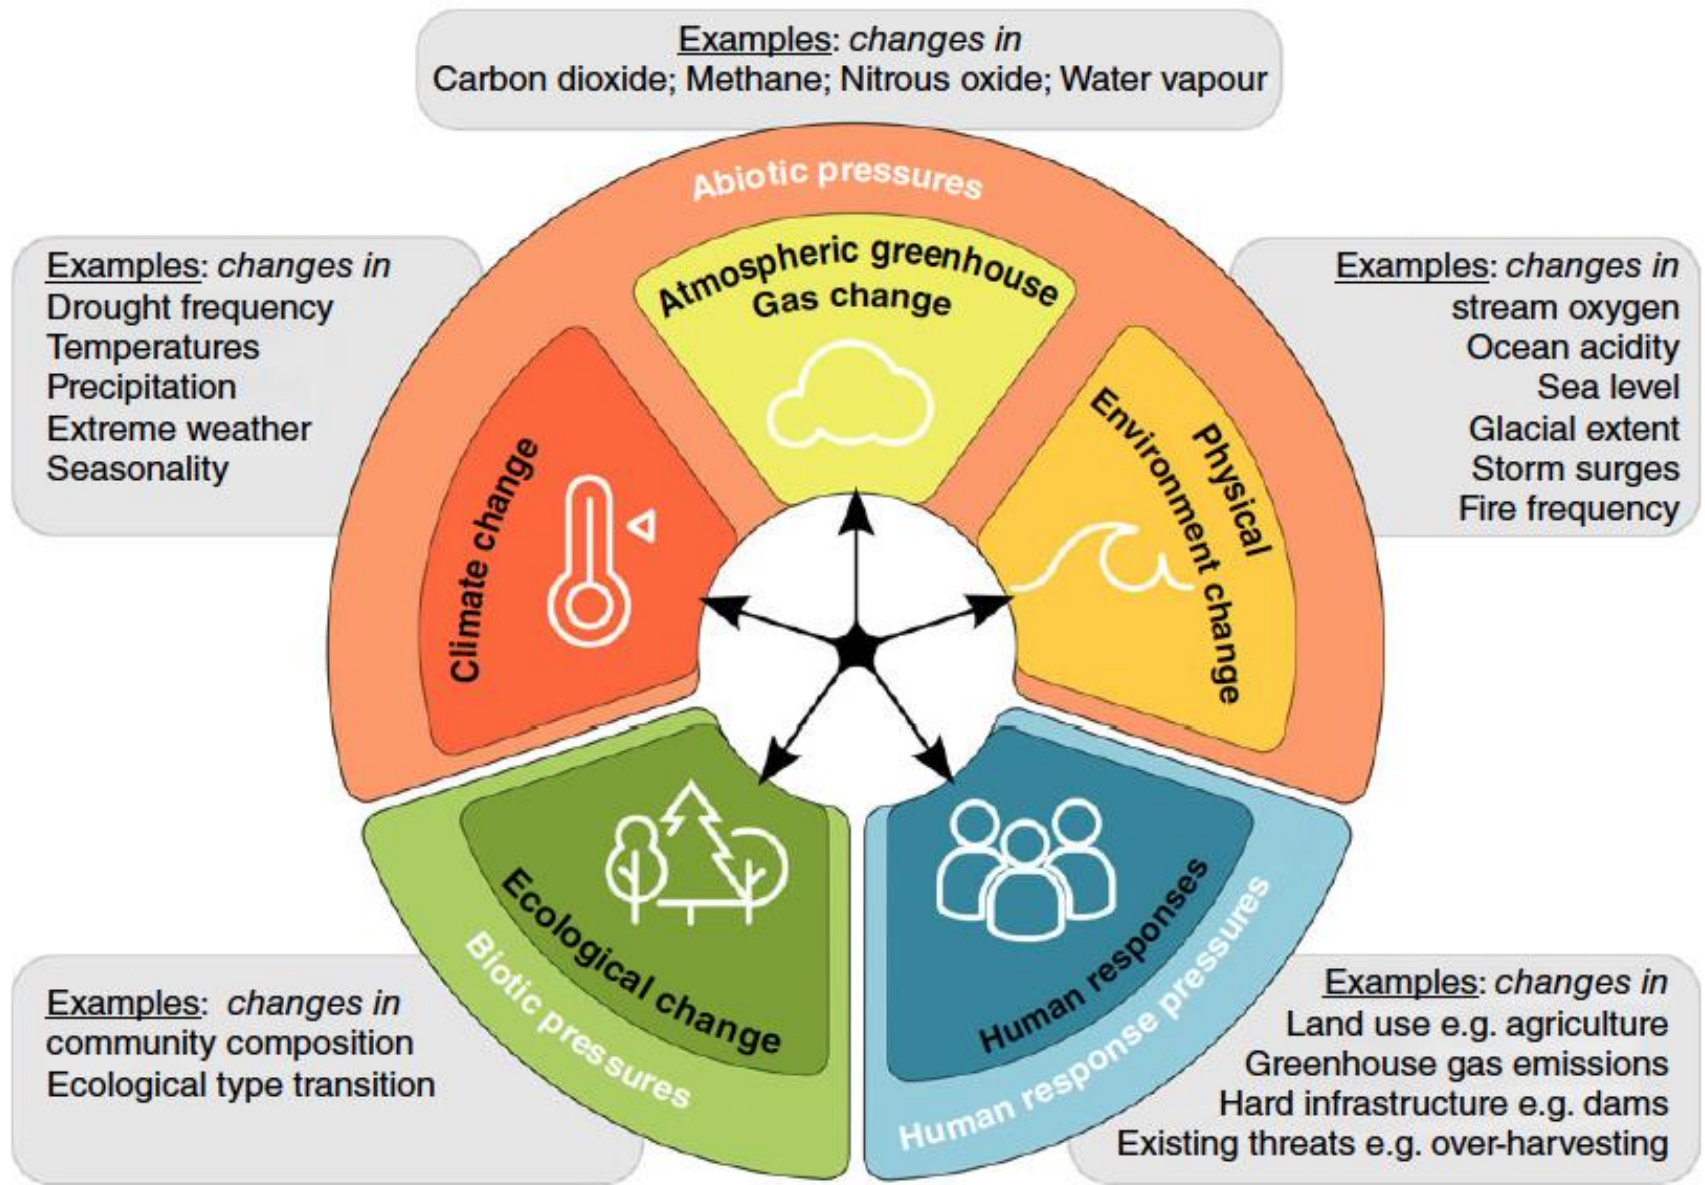 Examples: changes in
Carbon dioxide; Methane; Nitrous oxide; Water vapour
Abiotic pressures
Atmospheric greenhouse
Gas change
Examples: changes in
Drought frequency
Temperatures
Precipitation
Extreme weather
Seasonality
Climate change
Examples: changes in
stream oxygen
Ocean acidity
Sea level
Glacial extent
Storm surges
Fire frequency
Physical
Environment change
Ecological change
Biotic pressures
Examples: changes in
community composition
Ecological type transition
Human responses
Human response pressures
Examples: changes in
Land use e.g. agriculture
Greenhouse gas emissions
Hard infrastructure e.g. dams
Existing threats e.g. over-harvesting